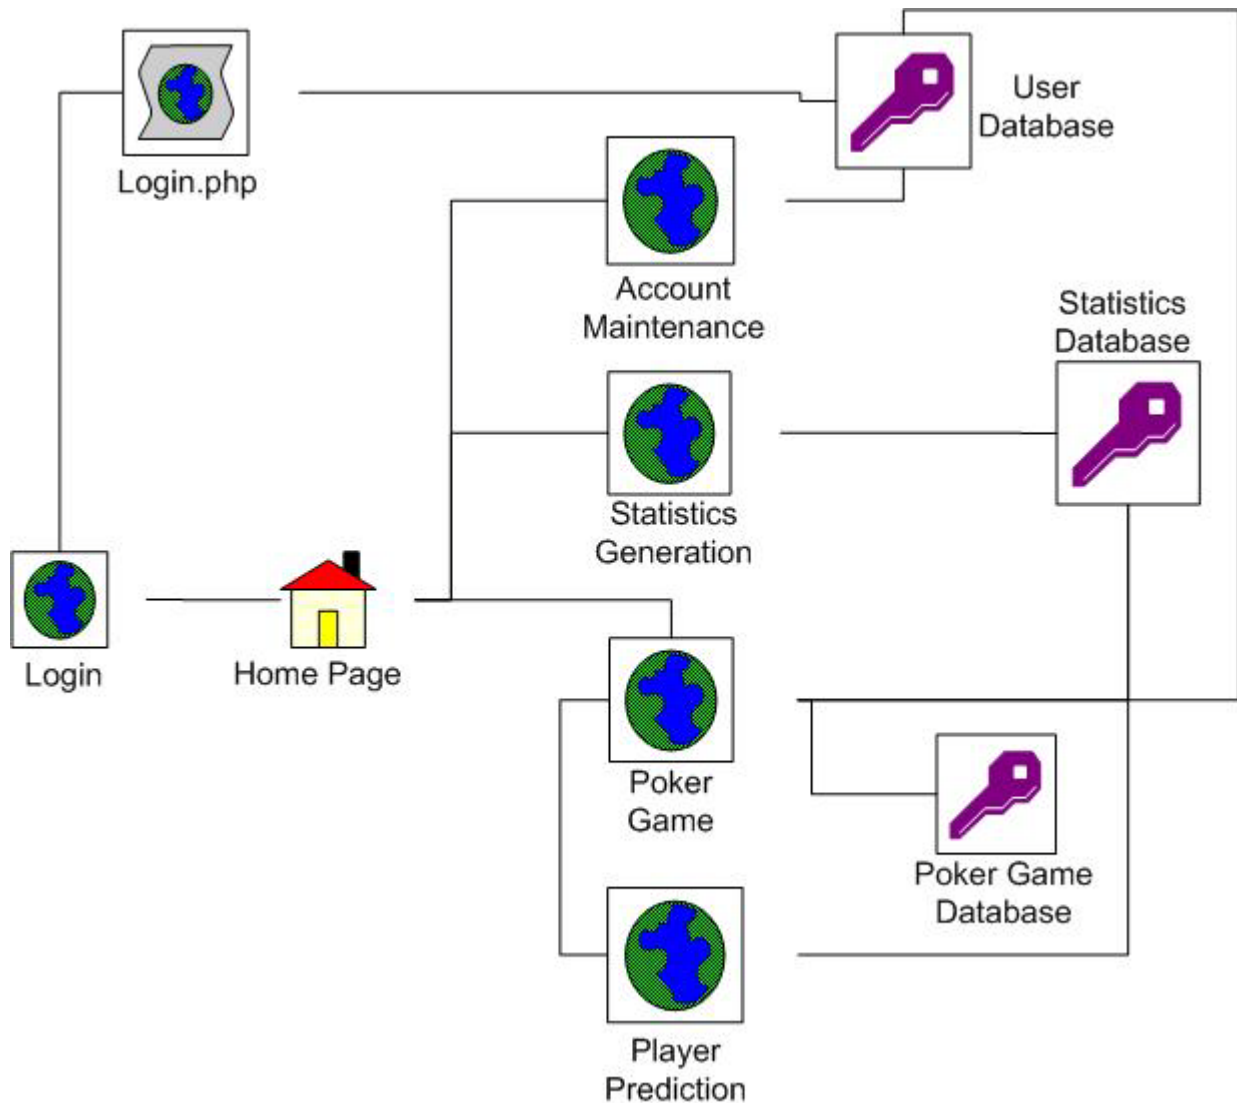 User
Database
Login.php
Account
Maintenance
Statistics
Database
Statistics
Generation
Login
Home Page
Poker
Game
Poker Game
Database
Player
Prediction